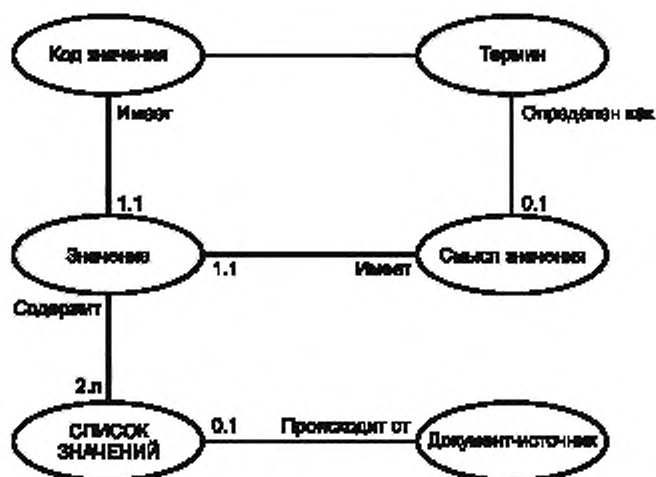 Код значения
Термин
Имеет
Определен как
1.1
0.1
Значение
1.1
Имеет
Смысл значения
Содержит
2.n
СПИСОК
ЗНАЧЕНИЙ
0.1
Происходит от
Документ-источник